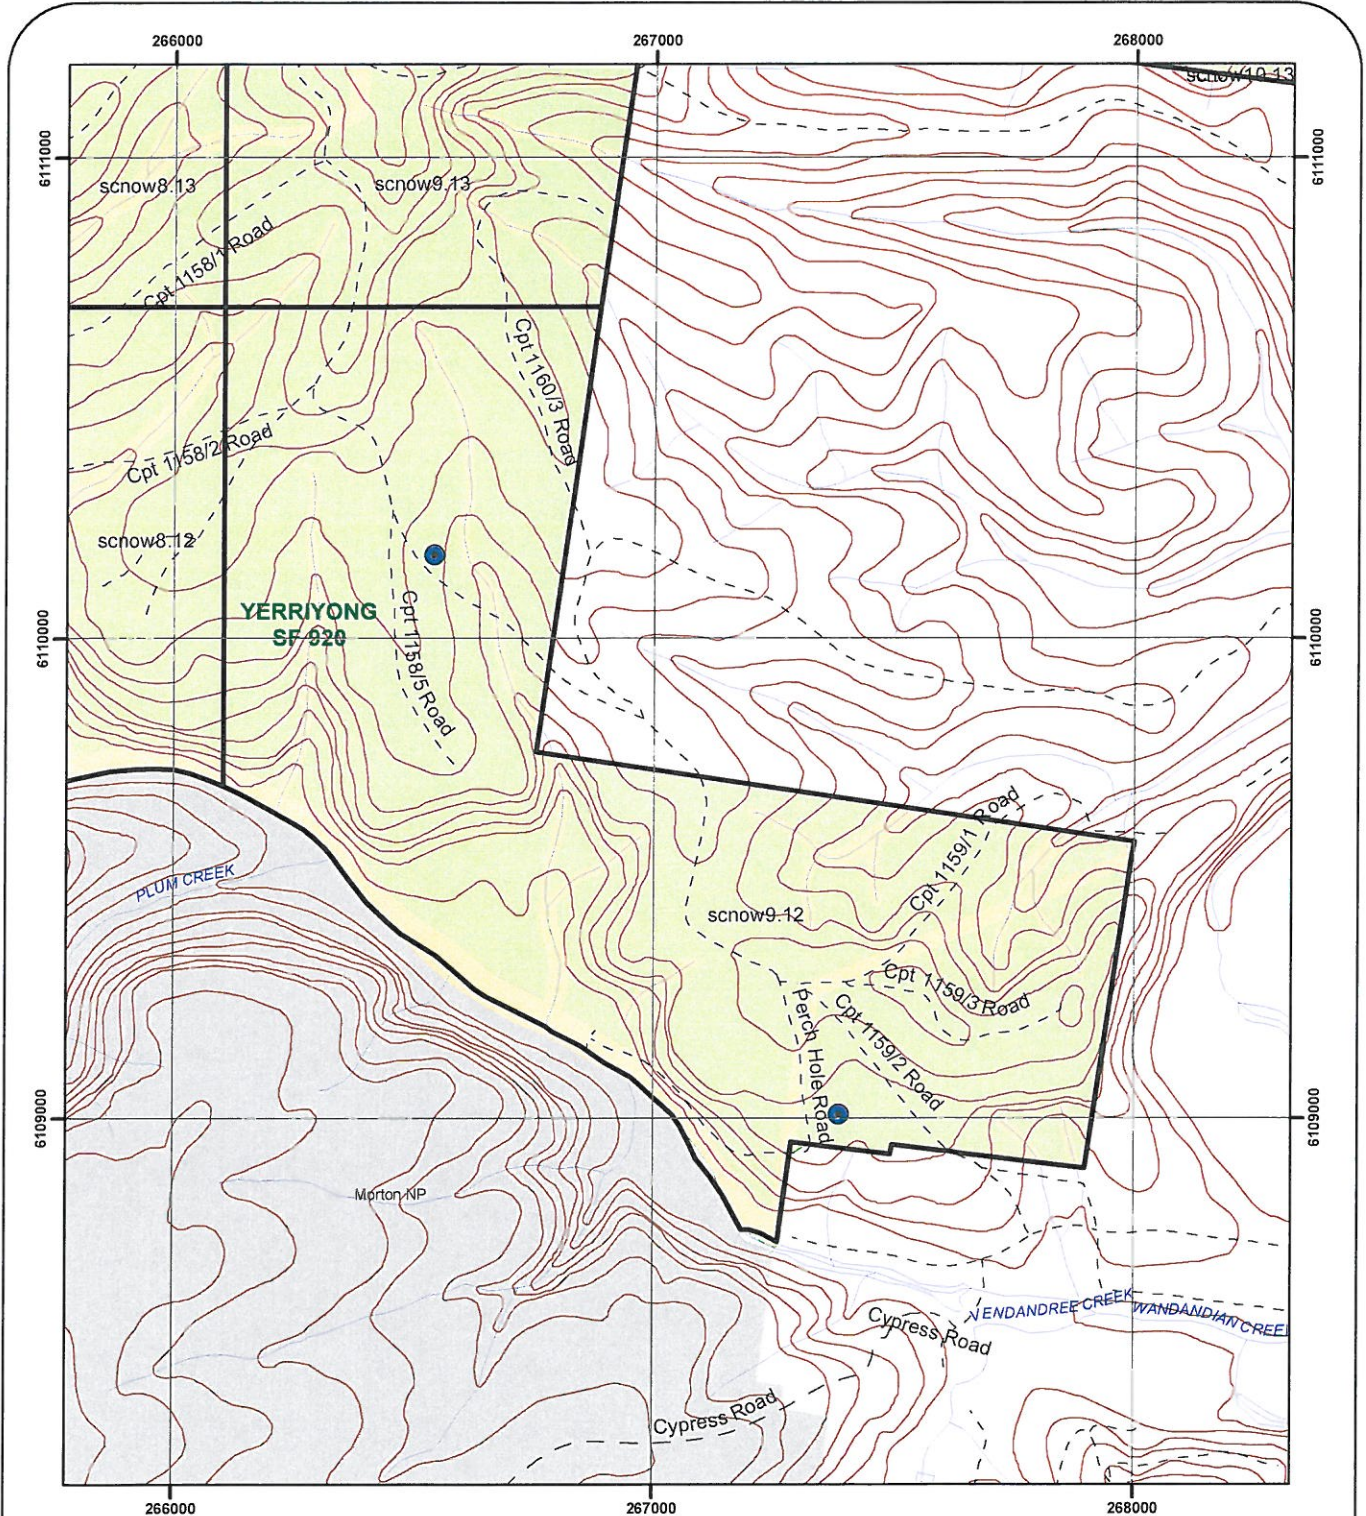 266000 267000 268000
scnow10.13
6111000 6111000
scnow8.13 scnow9.13
Cpt 1158/1 Road
Cpt 1160/3 Road
Cpt 1158/2 Road
scnow8.12
YERRIYONG
SF 920
Cpt 1158/5 Road
6110000 6110000
Cpt 1159/1 Road
PLUM CREEK
scnow9.12
Cpt 1159/3 Road
Perch Hole Road
Cpt 1159/2 Road
6109000 6109000
Morton NP
ENDANDREE CREEK WANDANDIAN CREE
Cypress Road
Cypress Road
266000 267000 268000